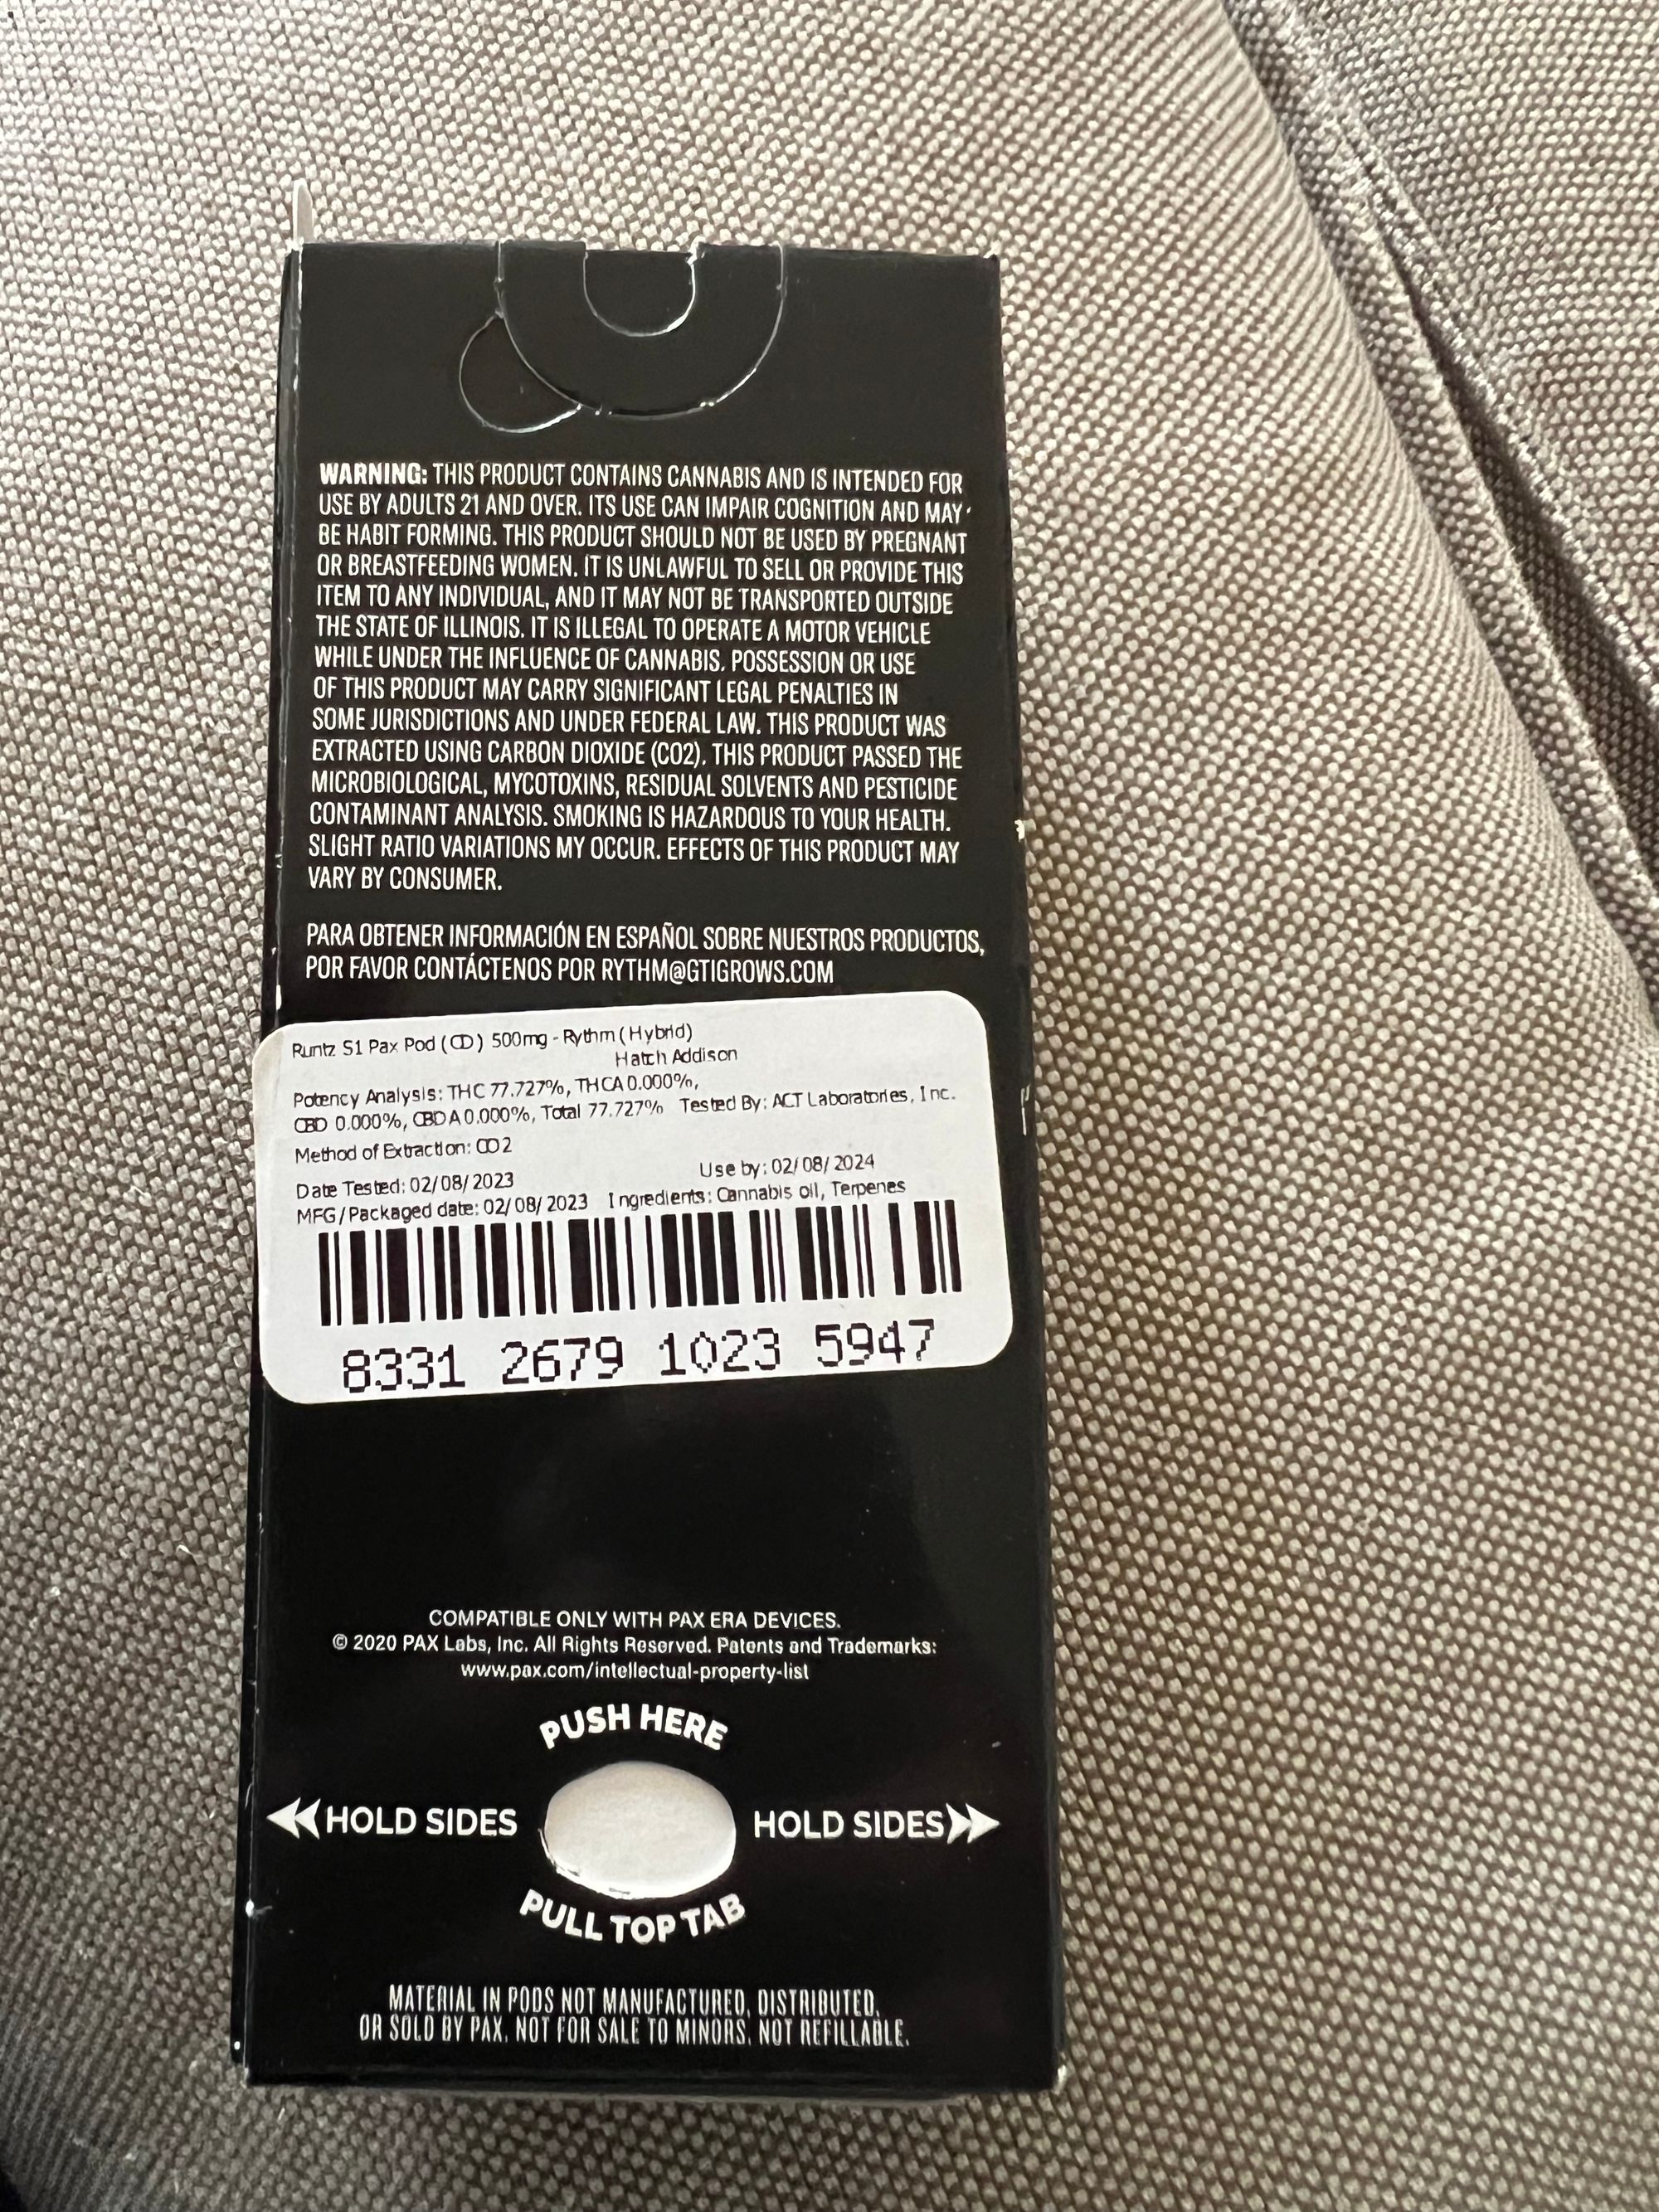 WARNING: THIS PRODUCT CONTAINS CANNABIS AND IS INTENDED FOR
USE BY ADULTS 21 AND OVER. ITS USE CAN IMPAIR COGNITION AND MAY
BE HABIT FORMING. THIS PRODUCT SHOULD NOT BE USED BY PREGNANT
OR BREASTFEEDING WOMEN. IT IS UNLAWFUL TO SELL OR PROVIDE THIS
ITEM TO ANY INDIVIDUAL, AND IT MAY NOT BE TRANSPORTED OUTSIDE
THE STATE OF ILLINOIS. IT IS ILLEGAL TO OPERATE A MOTOR VEHICLE
WHILE UNDER THE INFLUENCE OF CANNABIS. POSSESSION OR USE
OF THIS PRODUCT MAY CARRY SIGNIFICANT LEGAL PENALTIES IN
SOME JURISDICTIONS AND UNDER FEDERAL LAW. THIS PRODUCT WAS
EXTRACTED USING CARBON DIOXIDE (CO2). THIS PRODUCT PASSED THE
MICROBIOLOGICAL, MYCOTOXINS, RESIDUAL SOLVENTS AND PESTICIDE
CONTAMINANT ANALYSIS. SMOKING IS HAZARDOUS TO YOUR HEALTH.
SLIGHT RATIO VARIATIONS MY OCCUR. EFFECTS OF THIS PRODUCT MAY
VARY BY CONSUMER.
PARA OBTENER INFORMACIÓN EN ESPAÑOL SOBRE NUESTROS PRODUCTOS,
POR FAVOR CONTÁCTENOS POR RYTHM@GTIGROWS.COM
Runtz S1 Pax Pod (CD) 500mg - Rythm (Hybrid)
Hatch Addison
Potency Analysis: THC 77.727%, THCA 0.000%,
CBD 0.000%, CBDA 0.000%, Total 77.727% Tested By: ACT Laboratories, Inc.
Method of Extraction: CO2
Date Tested: 02/08/2023 Use by: 02/08/2024
MFG/Packaged date: 02/08/2023 Ingredients: Cannabis oil, Terpenes
8331 2679 1023 5947
COMPATIBLE ONLY WITH PAX ERA DEVICES.
© 2020 PAX Labs, Inc. All Rights Reserved. Patents and Trademarks:
www.pax.com/intellectual-property-list
PUSH HERE
HOLD SIDES HOLD SIDES
PULL TOP TAB
MATERIAL IN PODS NOT MANUFACTURED, DISTRIBUTED,
OR SOLD BY PAX. NOT FOR SALE TO MINORS. NOT REFILLABLE.